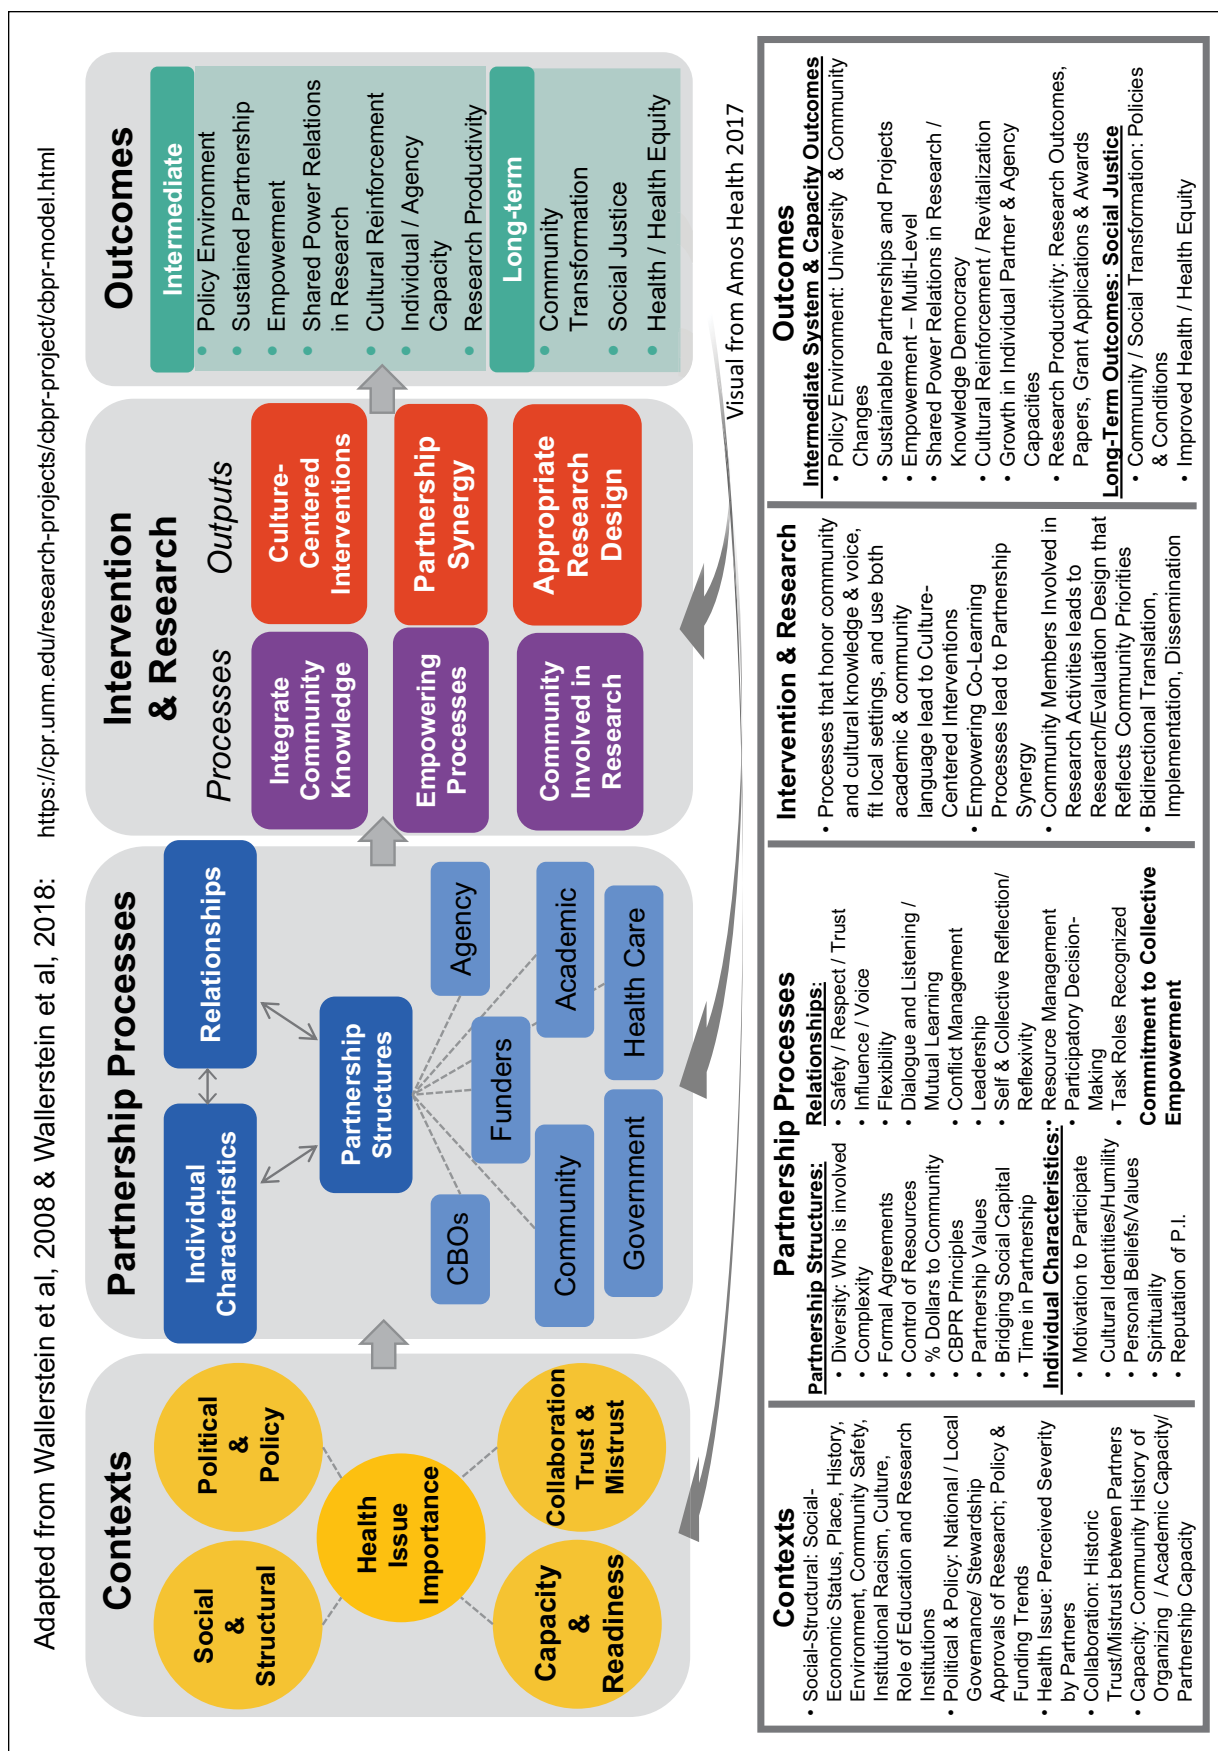 Adapted from Wallerstein et al, 2008 & Wallerstein et al, 2018: https://cpr.unm.edu/research-projects/cbpr-project/cbpr-model.html
Contexts
Social
&
Structural
Political
&
Policy
Health
Issue
Importance
Capacity
&
Readiness
Collaboration
Trust &
Mistrust
Partnership Processes
Individual
Characteristics
Relationships
Partnership
Structures
CBOs
Agency
Funders
Community
Academic
Government
Health Care
Intervention
& Research
Processes
Outputs
Integrate
Community
Knowledge
Culture-
Centered
Interventions
Empowering
Processes
Partnership
Synergy
Community
Involved in
Research
Appropriate
Research
Design
Outcomes
Intermediate
• Policy Environment
• Sustained Partnership
• Empowerment
• Shared Power Relations
in Research
• Cultural Reinforcement
• Individual / Agency
Capacity
• Research Productivity
Long-term
• Community
Transformation
• Social Justice
• Health / Health Equity
Visual from Amos Health 2017
Contexts
• Social-Structural: Social-
Economic Status, Place, History,
Environment, Community Safety,
Institutional Racism, Culture,
Role of Education and Research
Institutions
• Political & Policy: National / Local
Governance/ Stewardship
Approvals of Research; Policy &
Funding Trends
• Health Issue: Perceived Severity
by Partners
• Collaboration: Historic
Trust/Mistrust between Partners
• Capacity: Community History of
Organizing / Academic Capacity/
Partnership Capacity
Partnership Processes
Partnership Structures:
• Diversity: Who is involved
• Complexity
• Formal Agreements
• Control of Resources
• % Dollars to Community
• CBPR Principles
• Partnership Values
• Bridging Social Capital
• Time in Partnership
Individual Characteristics:
• Motivation to Participate
• Cultural Identities/Humility
• Personal Beliefs/Values
• Spirituality
• Reputation of P.I.
Relationships:
• Safety / Respect / Trust
• Influence / Voice
• Flexibility
• Dialogue and Listening /
Mutual Learning
• Conflict Management
• Leadership
• Self & Collective Reflection/
Reflexivity
• Resource Management
• Participatory Decision-
Making
• Task Roles Recognized
Commitment to Collective
Empowerment
Intervention & Research
• Processes that honor community
and cultural knowledge & voice,
fit local settings, and use both
academic & community
language lead to Culture-
Centered Interventions
• Empowering Co-Learning
Processes lead to Partnership
Synergy
• Community Members Involved in
Research Activities leads to
Research/Evaluation Design that
Reflects Community Priorities
• Bidirectional Translation,
Implementation, Dissemination
Outcomes
Intermediate System & Capacity Outcomes
• Policy Environment: University & Community
Changes
• Sustainable Partnerships and Projects
• Empowerment – Multi-Level
• Shared Power Relations in Research /
Knowledge Democracy
• Cultural Reinforcement / Revitalization
• Growth in Individual Partner & Agency
Capacities
• Research Productivity: Research Outcomes,
Papers, Grant Applications & Awards
Long-Term Outcomes: Social Justice
• Community / Social Transformation: Policies
& Conditions
• Improved Health / Health Equity